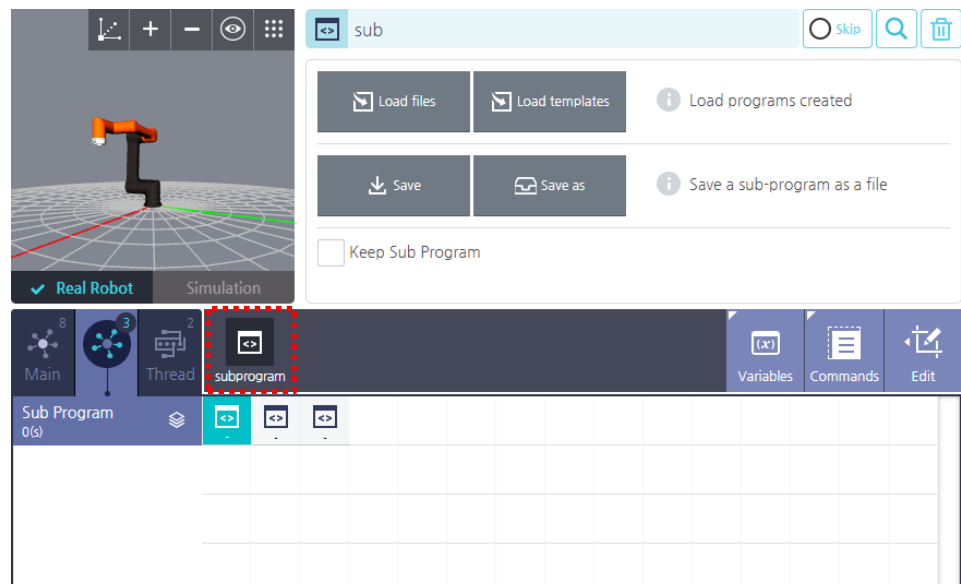 sub
Skip
Load files
Load templates
Load programs created
Save
Save as
Save a sub-program as a file
Keep Sub Program
Real Robot
Simulation
8
Main
3
2
Thread
subprogram
(x)
Variables
Commands
Edit
Sub Program
0(s)
-
-
-